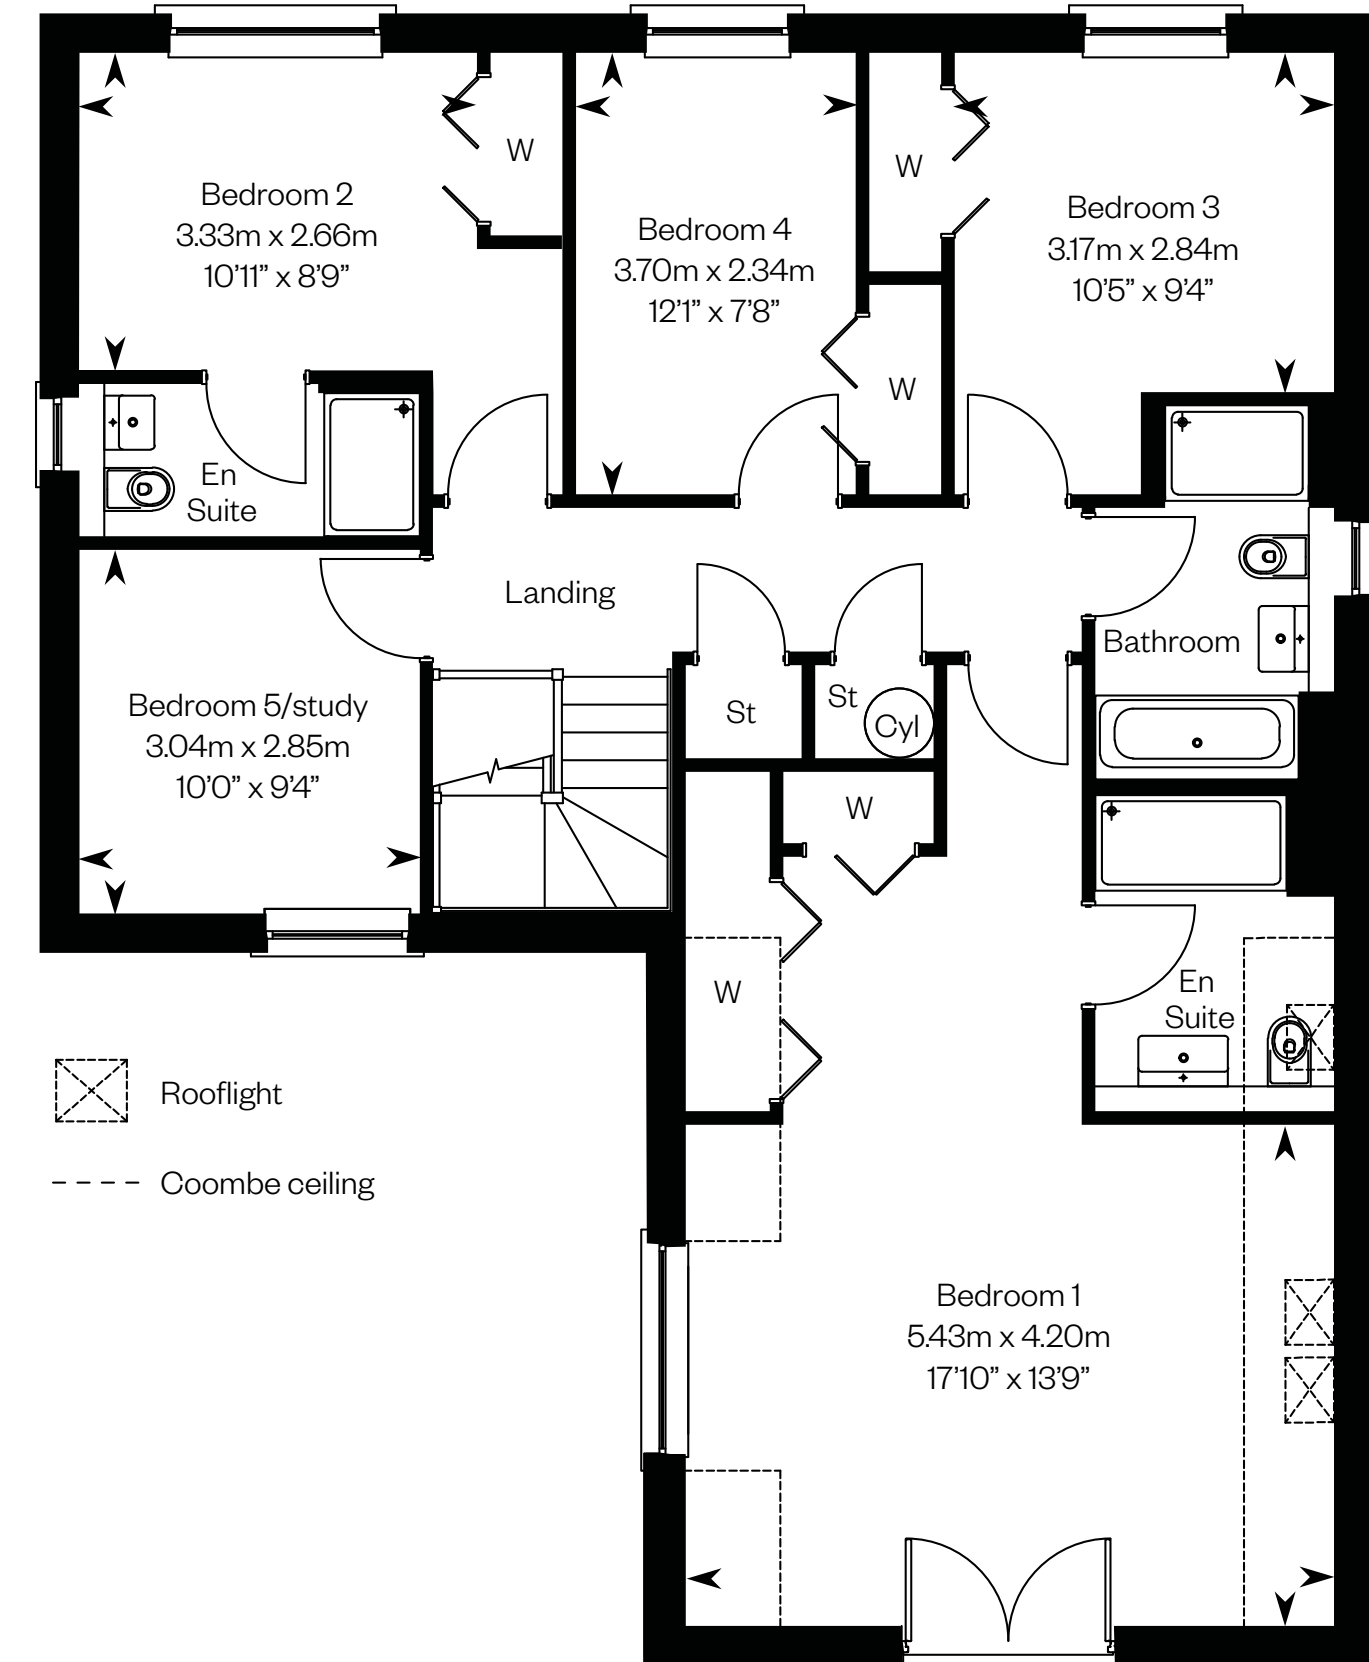 Bedroom 2
3.33m x 2.66m
10'11” x 8'9”
W
Bedroom 4
3.70m x 2.34m
12'1” x 7'8”
W
Bedroom 3
3.17m x 2.84m
10'5” x 9'4”
W
En
Suite
Landing
Bathroom
Bedroom 5/study
3.04m x 2.85m
10'0” x 9'4”
St
St
Cyl
W
W
En
Suite
Rooflight
Coombe ceiling
Bedroom 1
5.43m x 4.20m
17'10” x 13'9”